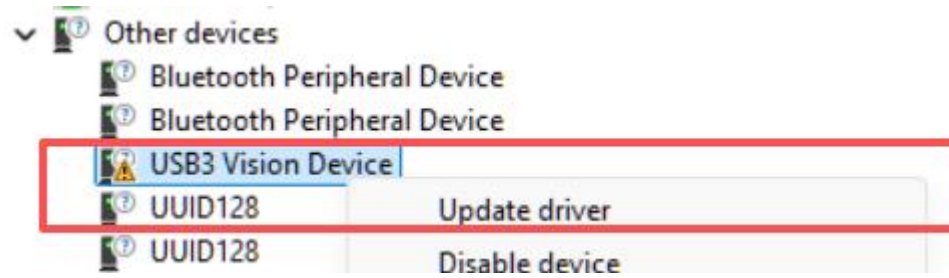 Other devices
Bluetooth Peripheral Device
Bluetooth Peripheral Device
USB3 Vision Device
UUID128
Update driver
UUID128
Disable device